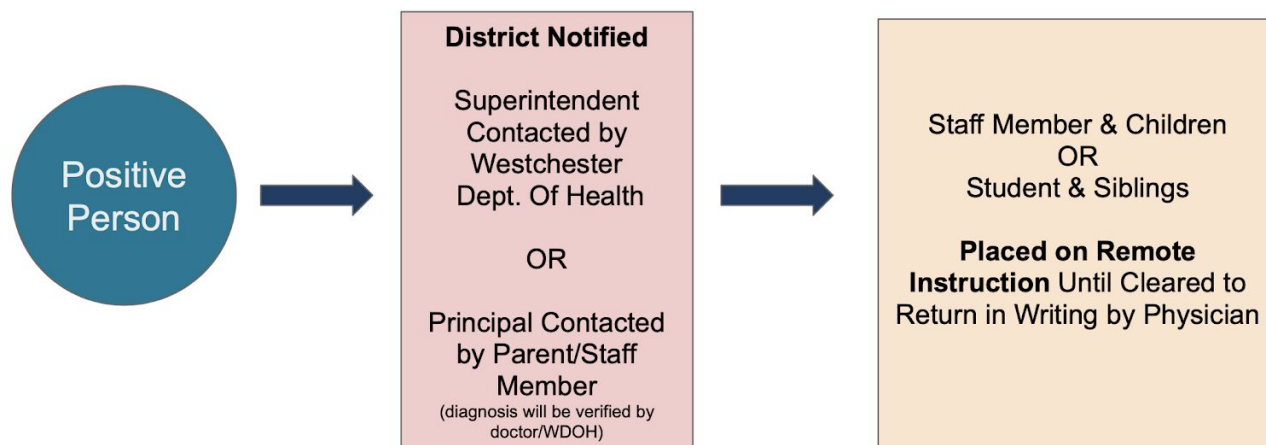 Positive
Person
District Notified
Superintendent
Contacted by
Westchester
Dept. Of Health
OR
Principal Contacted
by Parent/Staff
Member
(diagnosis will be verified by
doctor/WDOH)
Staff Member & Children
OR
Student & Siblings
Placed on Remote
Instruction Until Cleared to
Return in Writing by Physician